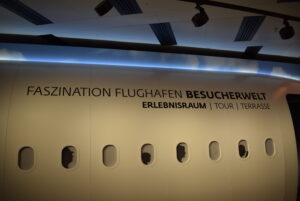 FASZINATION FLUGHAFEN BESUCHERWELT
ERLEBNISRAUM | TOUR | TERRASSE